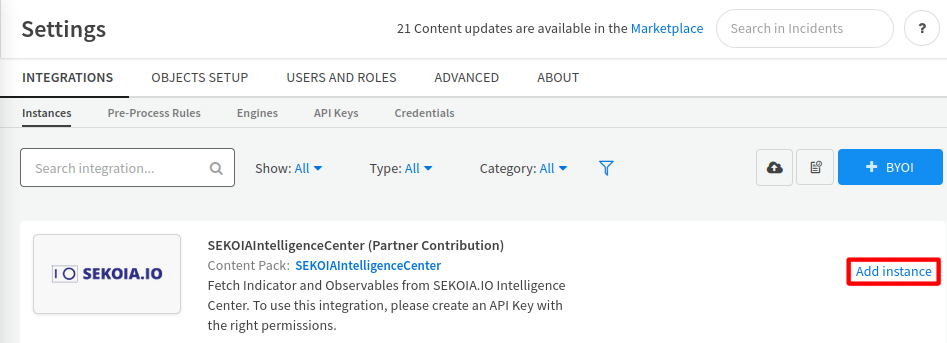 Settings
21 Content updates are available in the Marketplace
Search in Incidents
?
INTEGRATIONS OBJECTS SETUP USERS AND ROLES ADVANCED ABOUT
Instances Pre-Process Rules Engines API Keys Credentials
Search integration...
Show: All
Type: All
Category: All
+ BYOI
SEKOIA.IO
SEKOIAIntelligenceCenter (Partner Contribution)
Content Pack: SEKOIAIntelligenceCenter
Fetch Indicator and Observables from SEKOIA.IO Intelligence
Center. To use this integration, please create an API Key with
the right permissions.
Add instance